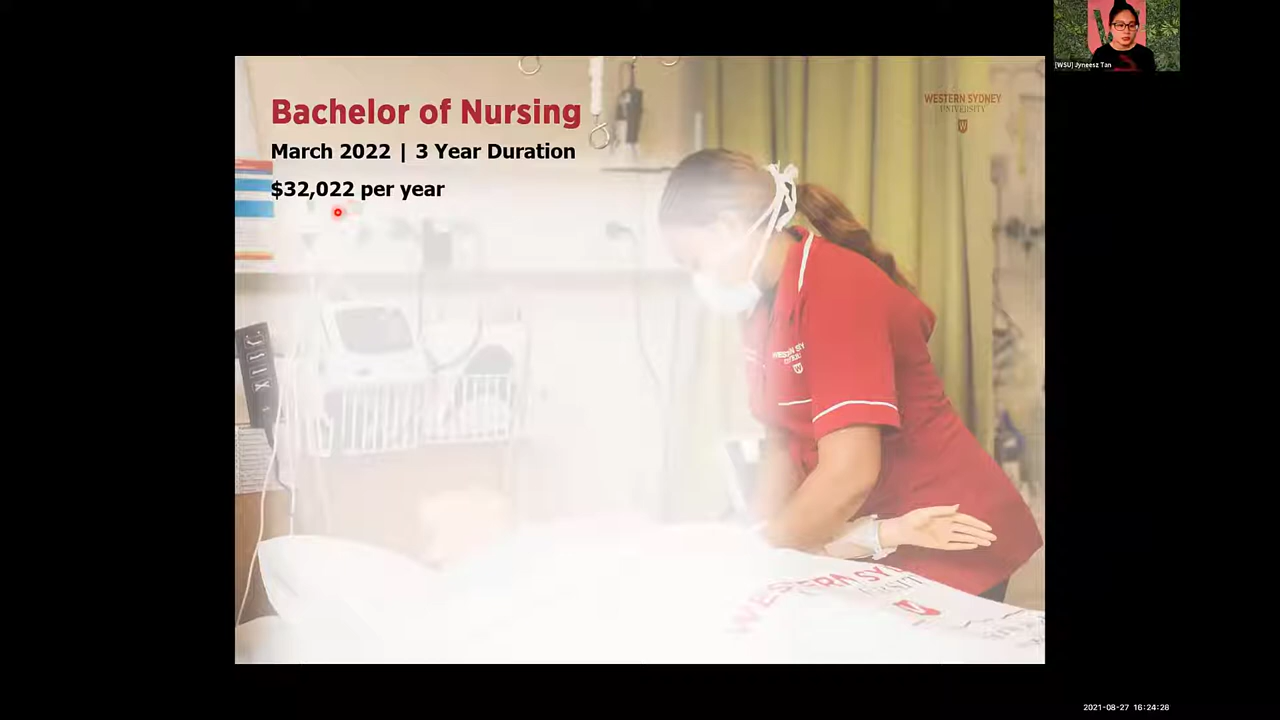 [WSU] Jyneesz Tan
Bachelor of Nursing
March 2022 | 3 Year Duration
$32,022 per year
WESTERN SYDNEY
UNIVERSITY
2021-08-27 16:24:28